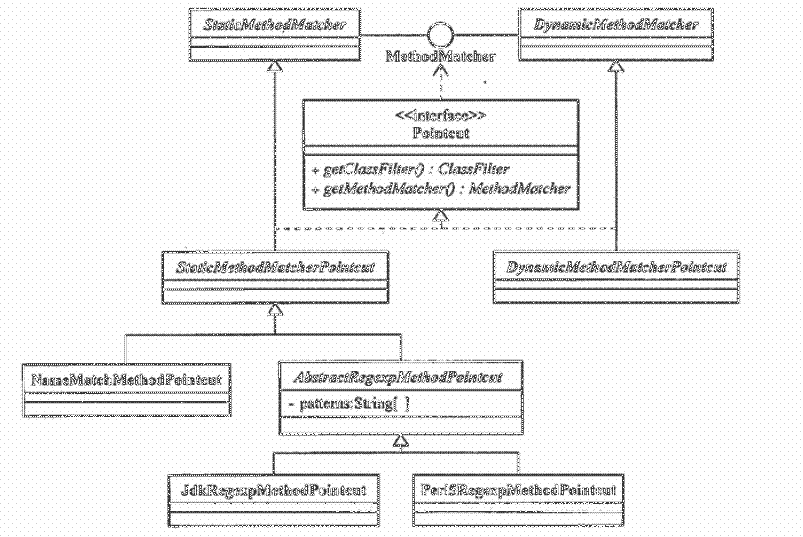 StaticMethodMatcher
DynamicMethodMatcher
MethodMatcher
<<interface>>
Pointcut
+ getClassFilter() : ClassFilter
+ getMethodMatcher() : MethodMatcher
StaticMethodMatcherPointcut
DynamicMethodMatcherPointcut
NameMatchMethodPointcut
AbstractRegexpMethodPointcut
- patterns:String[ ]
JdkRegexpMethodPointcut
Perl5RegexpMethodPointcut